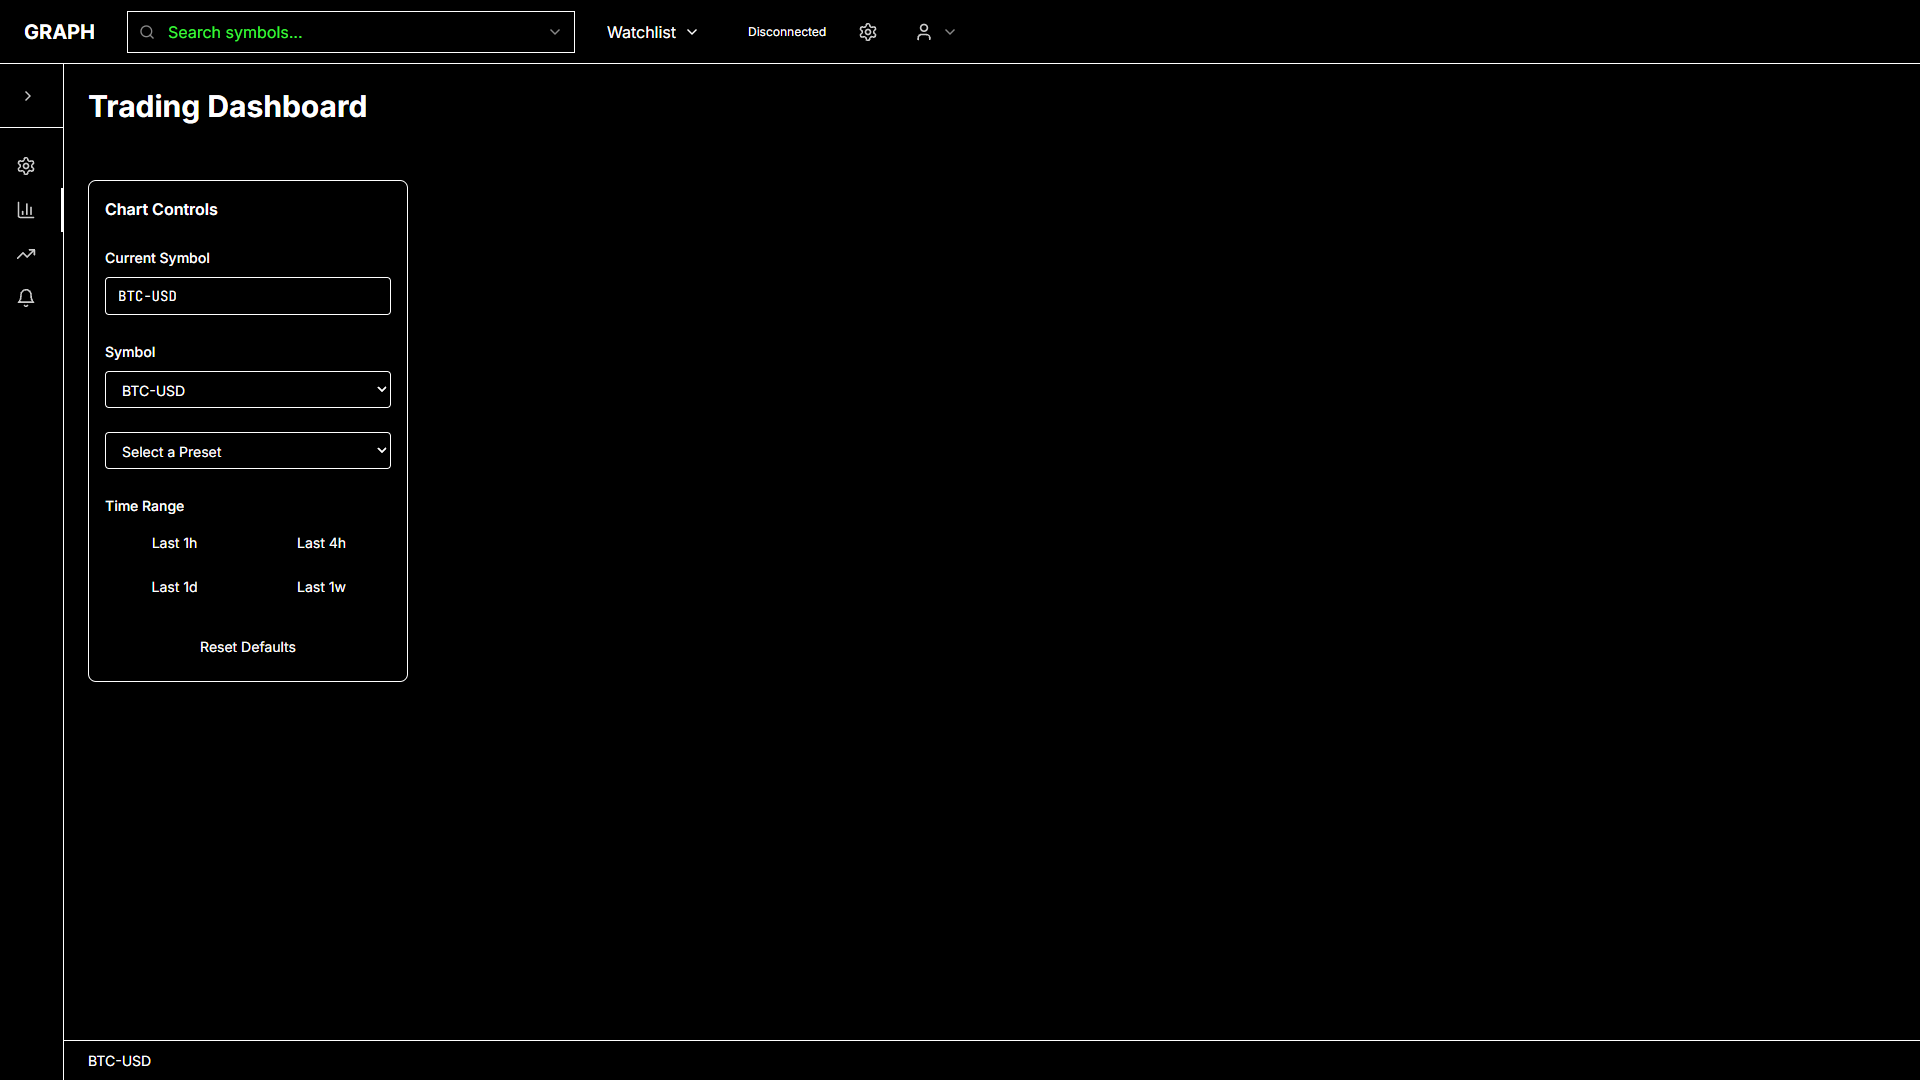 GRAPH
Search symbols...
Watchlist
Disconnected
Trading Dashboard
Chart Controls
Current Symbol
BTC-USD
Symbol
BTC-USD
Select a Preset
Time Range
Last 1h
Last 4h
Last 1d
Last 1w
Reset Defaults
BTC-USD